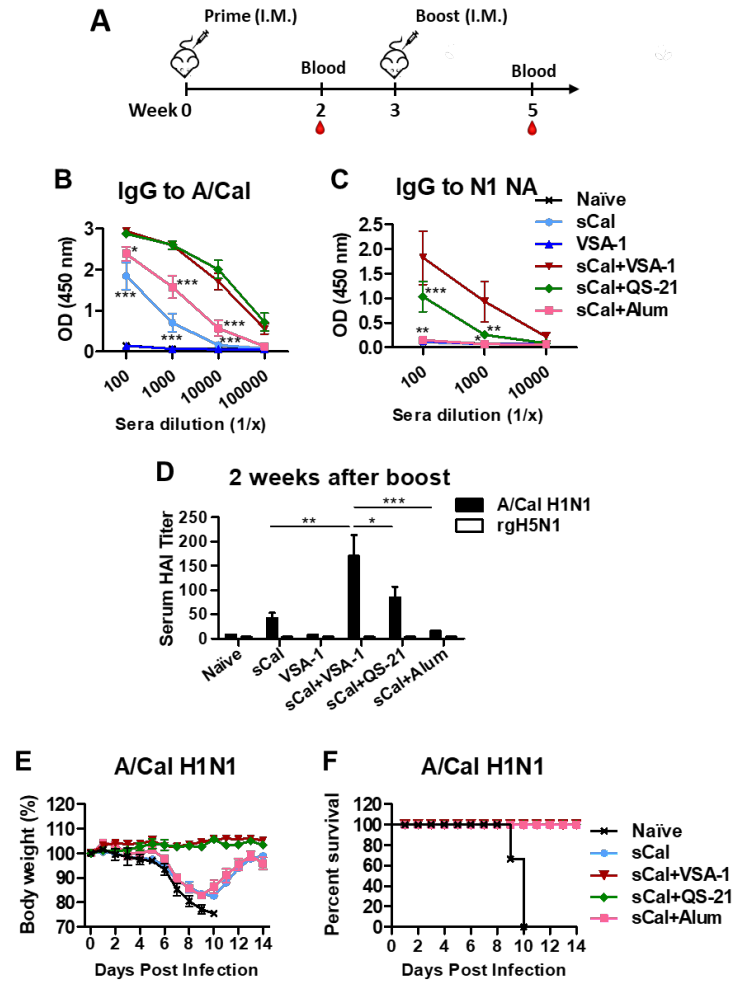 A
Prime (I.M.)
Boost (I.M.)
Blood
Blood
Week 0
2
3
5
B
IgG to A/Cal
3
2
1
0
OD (450 nm)
*
***
***
***
***
***
100
1000
10000
100000
Sera dilution (1/x)
C
IgG to N1 NA
2.5
2.0
1.5
1.0
0.5
0.0
OD (450 nm)
***
**
**
*
100
1000
10000
Sera dilution (1/x)
Naïve
sCal
VSA-1
sCal+VSA-1
sCal+QS-21
sCal+Alum
D
2 weeks after boost
A/Cal H1N1
rgH5N1
Serum HAI Titer
250
200
150
100
50
0
**
***
*
Naïve
sCal
VSA-1
sCal+VSA-1
sCal+QS-21
sCal+Alum
E
A/Cal H1N1
Body weight (%)
120
110
100
90
80
70
0 2 4 6 8 10 12 14
Days Post Infection
F
A/Cal H1N1
Percent survival
120
100
80
60
40
20
0
0 2 4 6 8 10 12 14
Days Post Infection
Naïve
sCal
sCal+VSA-1
sCal+QS-21
sCal+Alum